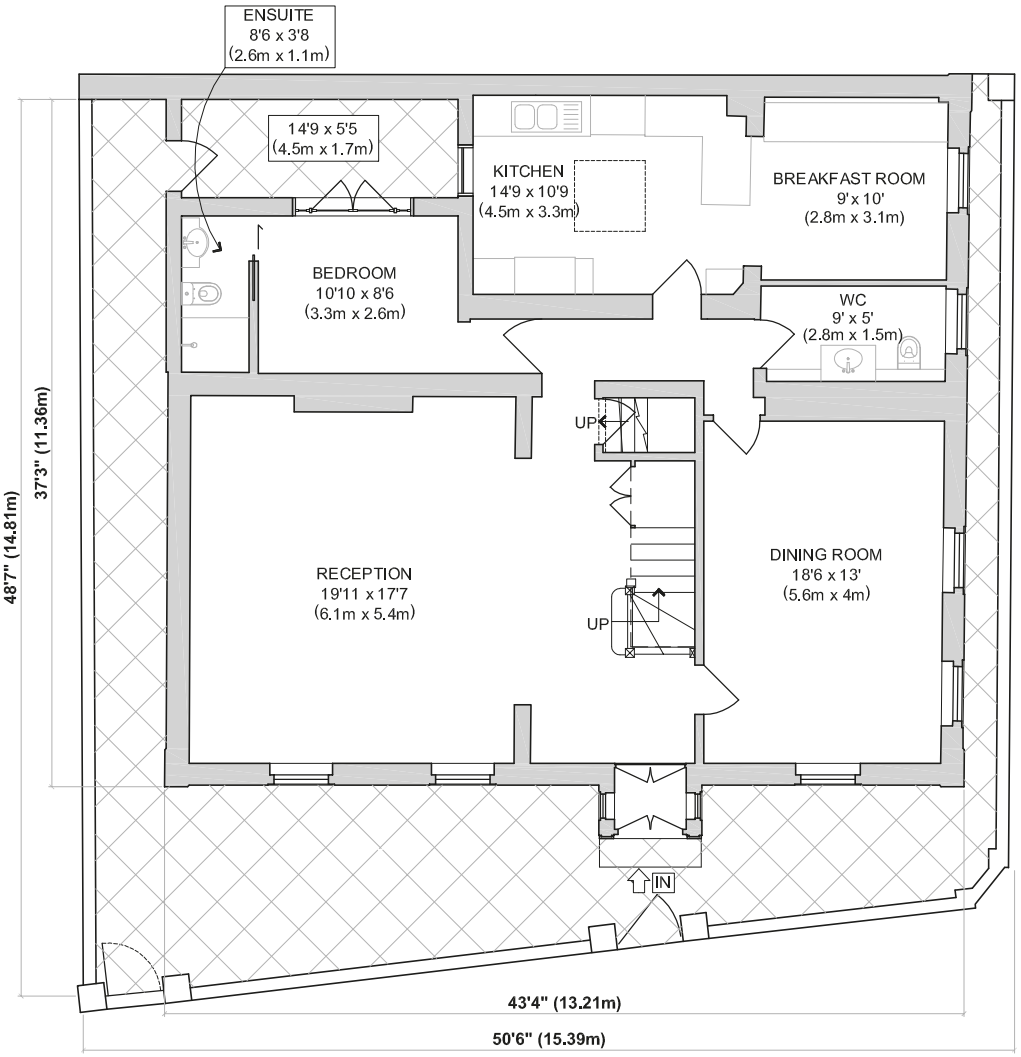 ENSUITE
8'6 x 3'8
(2.6m x 1.1m)
14'9 x 5'5
(4.5m x 1.7m)
KITCHEN
14'9 x 10'9
(4.5m x 3.3m)
BREAKFAST ROOM
9' x 10'
(2.8m x 3.1m)
BEDROOM
10'10 x 8'6
(3.3m x 2.6m)
WC
9' x 5'
(2.8m x 1.5m)
UP
RECEPTION
19'11 x 17'7
(6.1m x 5.4m)
DINING ROOM
18'6 x 13'
(5.6m x 4m)
UP
37'3" (11.36m)
48'7" (14.81m)
IN
43'4" (13.21m)
50'6" (15.39m)